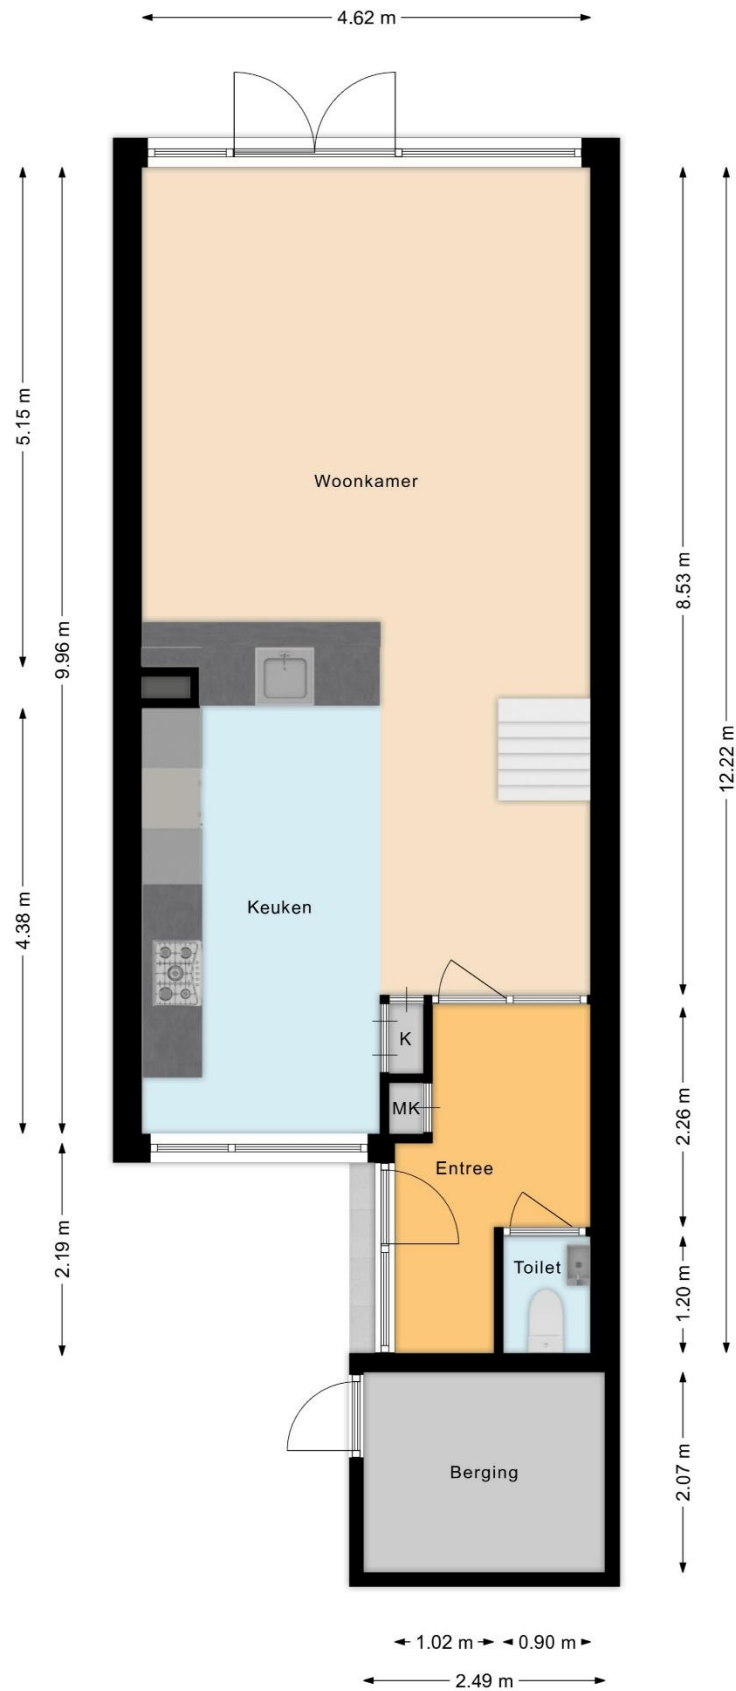 4.62 m
5.15 m
Woonkamer
8.53 m
9.96 m
12.22 m
4.38 m
Keuken
K
MK
2.26 m
Entree
2.19 m
Toilet
1.20 m
Berging
2.07 m
1.02 m
0.90 m
2.49 m